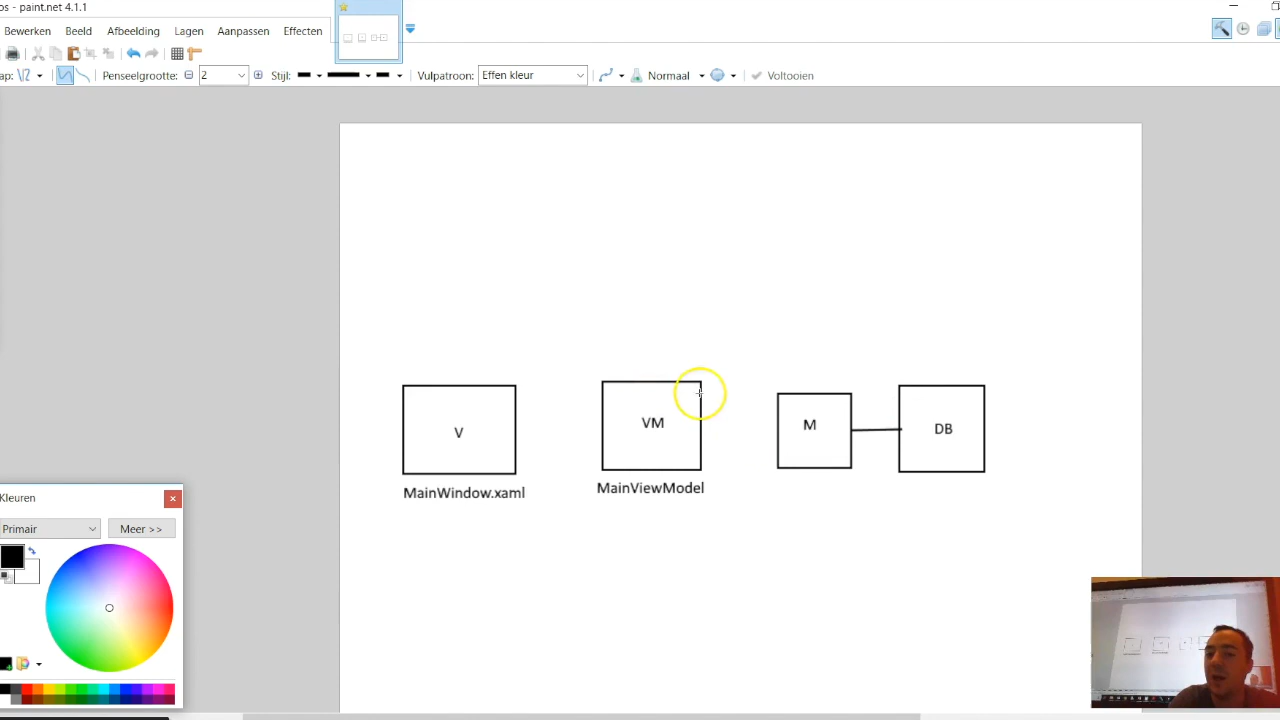 os - paint.net 4.1.1
Bewerken Beeld Afbeelding Lagen Aanpassen Effecten
Penseelgrootte: 2 Stijl: Vulpatroon: Effen kleur Normaal Voltooien
V VM M DB
MainWindow.xaml MainViewModel
Kleuren
Primair Meer >>